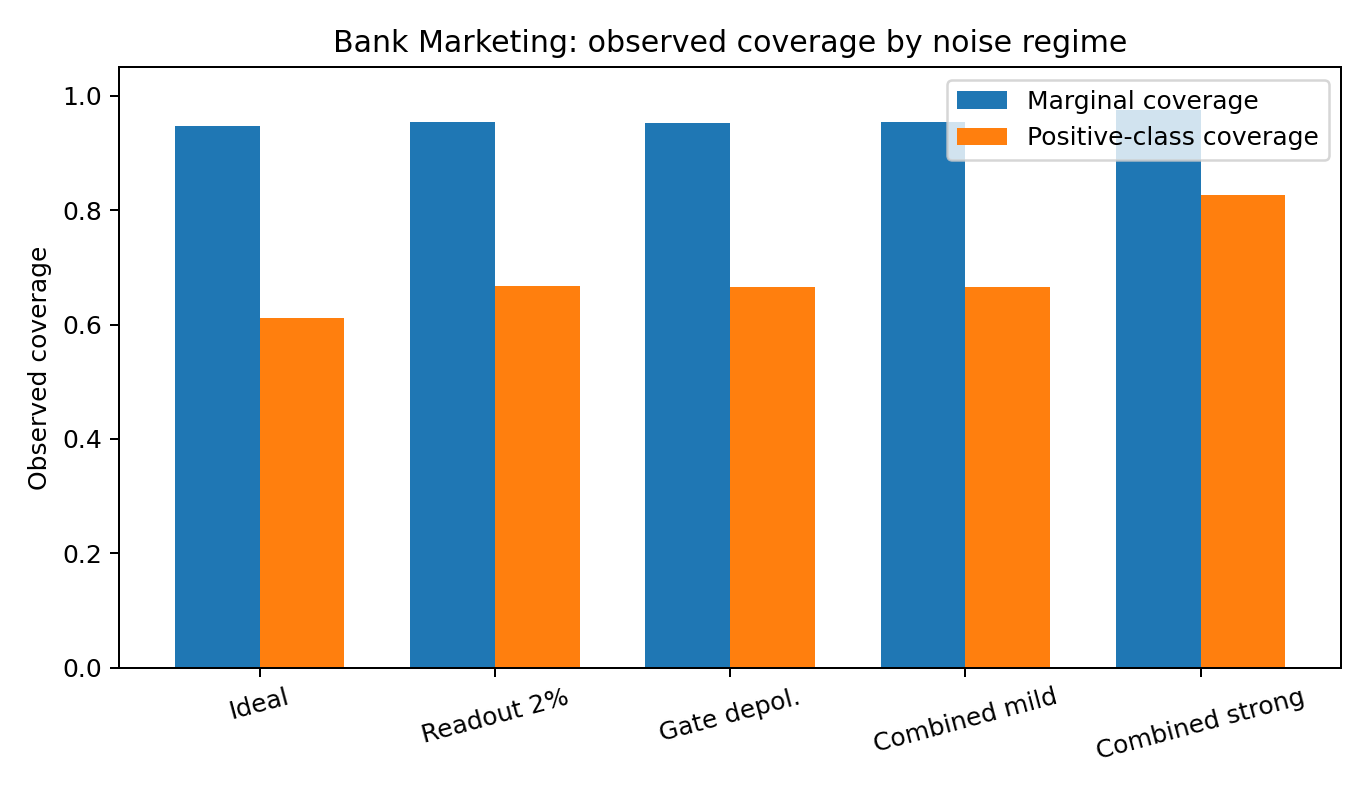 Bank Marketing: observed coverage by noise regime
Marginal coverage
Positive-class coverage
Observed coverage
1.0
0.8
0.6
0.4
0.2
0.0
Ideal
Readout 2%
Gate depol.
Combined mild
Combined strong